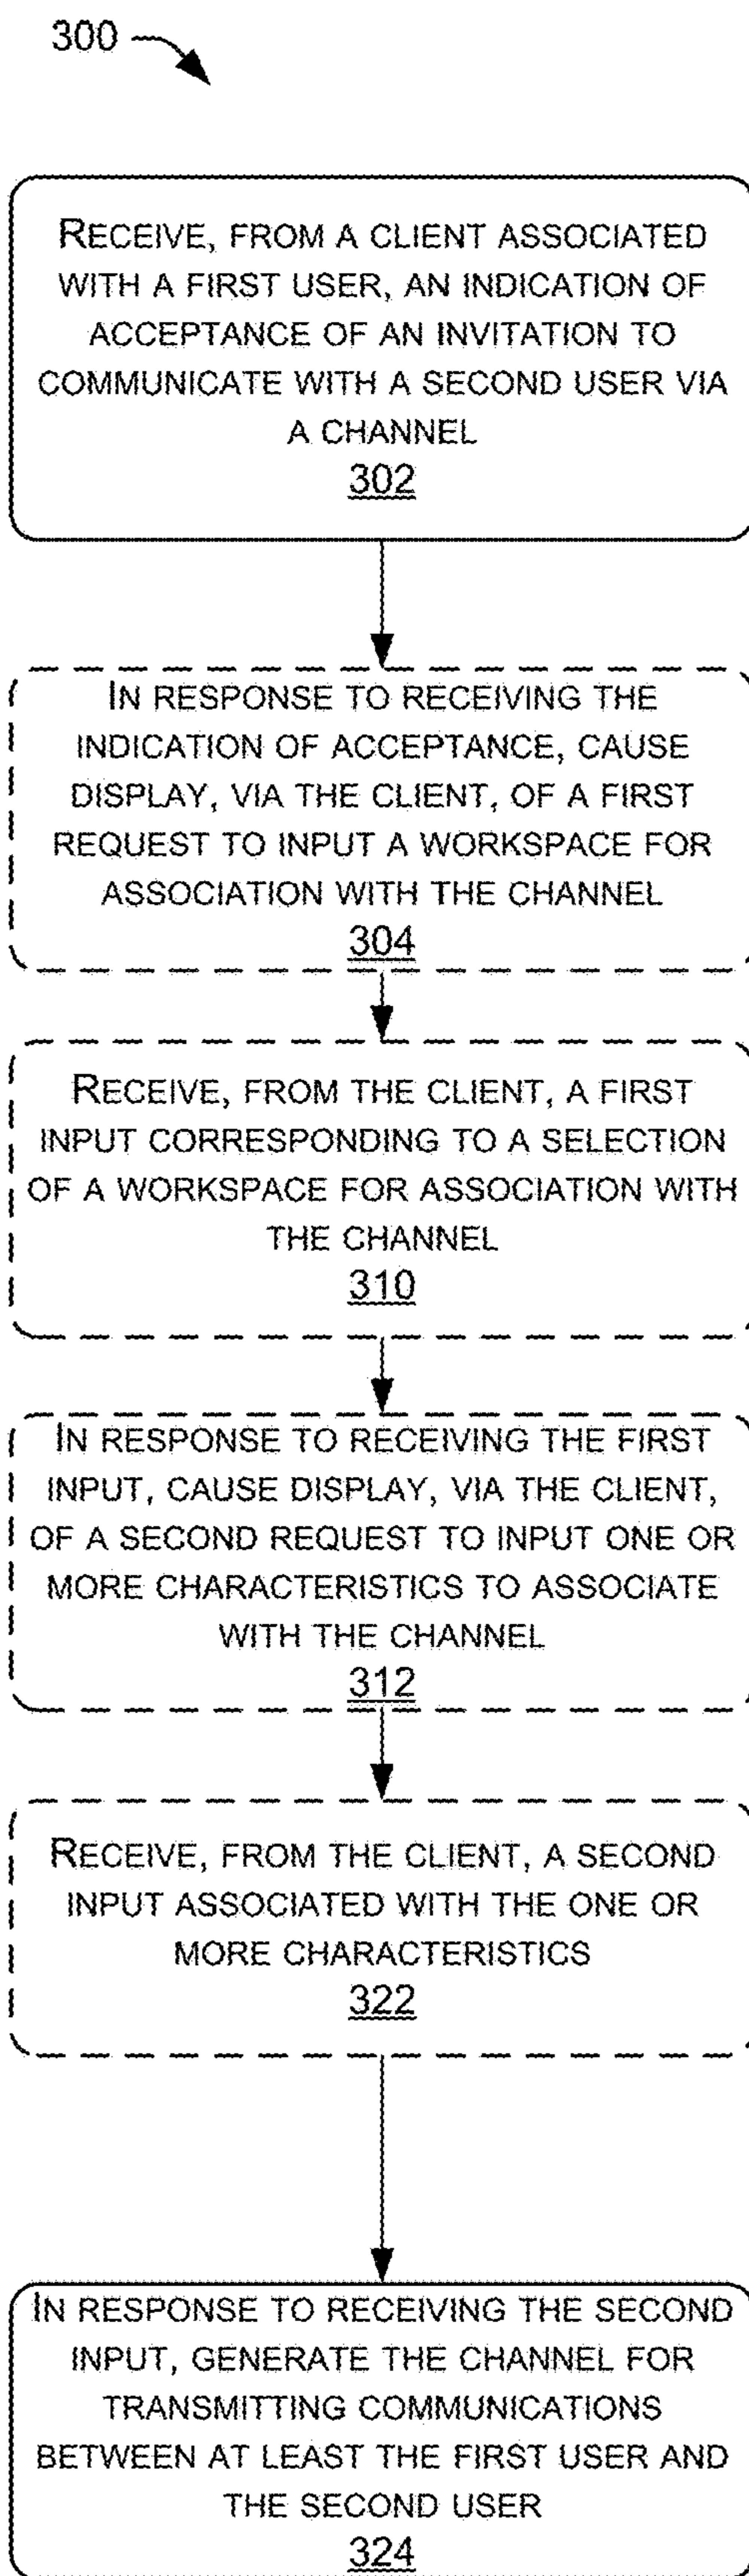 300
RECEIVE, FROM A CLIENT ASSOCIATED
WITH A FIRST USER, AN INDICATION OF
ACCEPTANCE OF AN INVITATION TO
COMMUNICATE WITH A SECOND USER VIA
A CHANNEL
302
IN RESPONSE TO RECEIVING THE
INDICATION OF ACCEPTANCE, CAUSE
DISPLAY, VIA THE CLIENT, OF A FIRST
REQUEST TO INPUT A WORKSPACE FOR
ASSOCIATION WITH THE CHANNEL
304
RECEIVE, FROM THE CLIENT, A FIRST
INPUT CORRESPONDING TO A SELECTION
OF A WORKSPACE FOR ASSOCIATION WITH
THE CHANNEL
310
IN RESPONSE TO RECEIVING THE FIRST
INPUT, CAUSE DISPLAY, VIA THE CLIENT,
OF A SECOND REQUEST TO INPUT ONE OR
MORE CHARACTERISTICS TO ASSOCIATE
WITH THE CHANNEL
312
RECEIVE, FROM THE CLIENT, A SECOND
INPUT ASSOCIATED WITH THE ONE OR
MORE CHARACTERISTICS
322
IN RESPONSE TO RECEIVING THE SECOND
INPUT, GENERATE THE CHANNEL FOR
TRANSMITTING COMMUNICATIONS
BETWEEN AT LEAST THE FIRST USER AND
THE SECOND USER
324